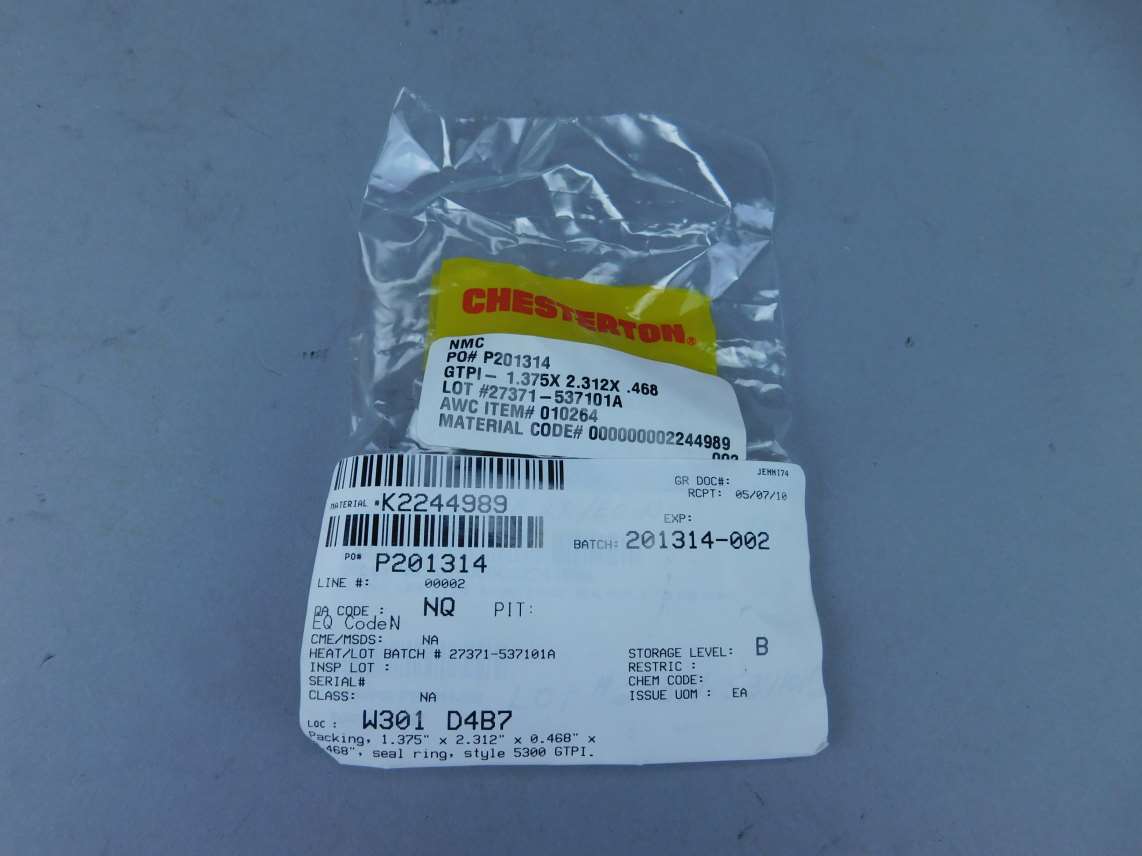 CHESTERTON®
NMC
PO# P201314
GTPI - 1.375X 2.312X .468
LOT #27371-537101A
AWC ITEM# 010264
MATERIAL CODE# 000000002244989
002
JEMKI74
GR DOC#:
RCPT: 05/07/10
MATERIAL #K2244989
EXP:
BATCH: 201314-002
PO# P201314
LINE #: 00002
QA CODE : NQ PIT:
EQ CodeN
CME/MSDS: NA
HEAT/LOT BATCH # 27371-537101A
STORAGE LEVEL: B
INSP LOT :
RESTRIC :
SERIAL#
CHEM CODE:
CLASS: NA
ISSUE UOM : EA
LOC : W301 D4B7
Packing, 1.375" x 2.312" x 0.468" x
.468", seal ring, style 5300 GTPI.